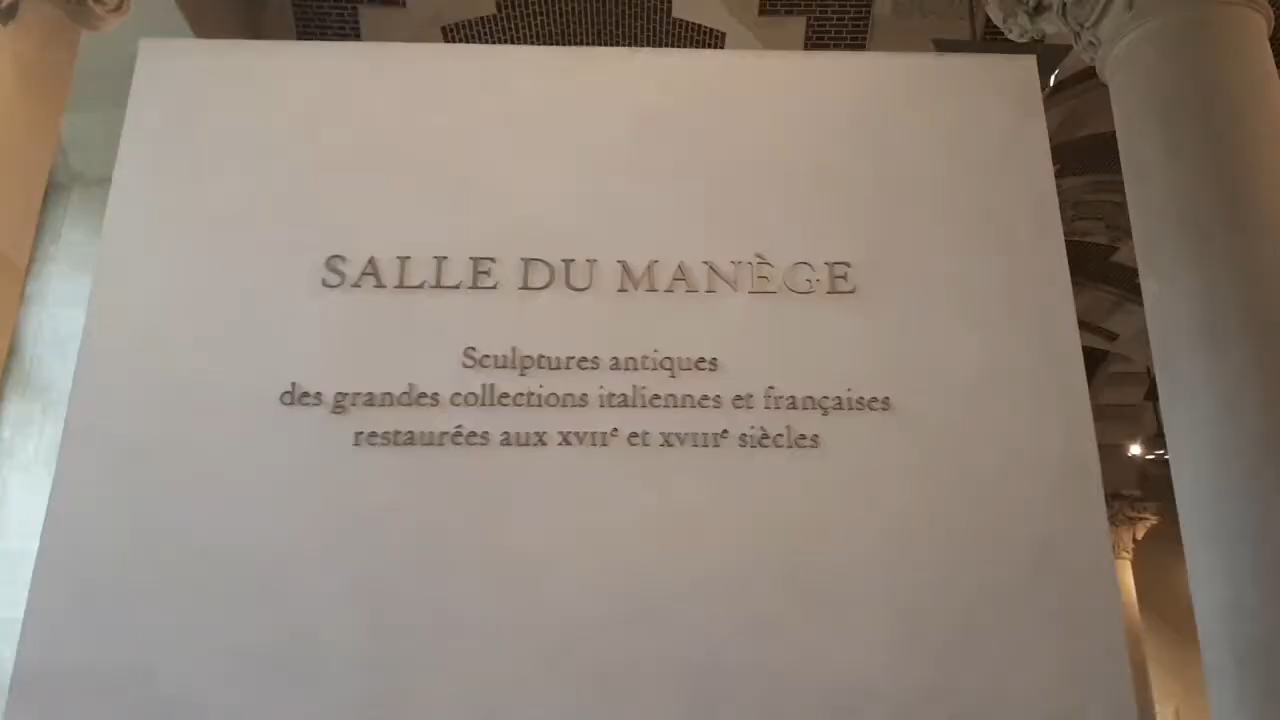 SALLE DU MANÈGE
Sculptures antiques
des grandes collections italiennes et françaises
restaurées aux XVIIᵉ et XVIIIᵉ siècles